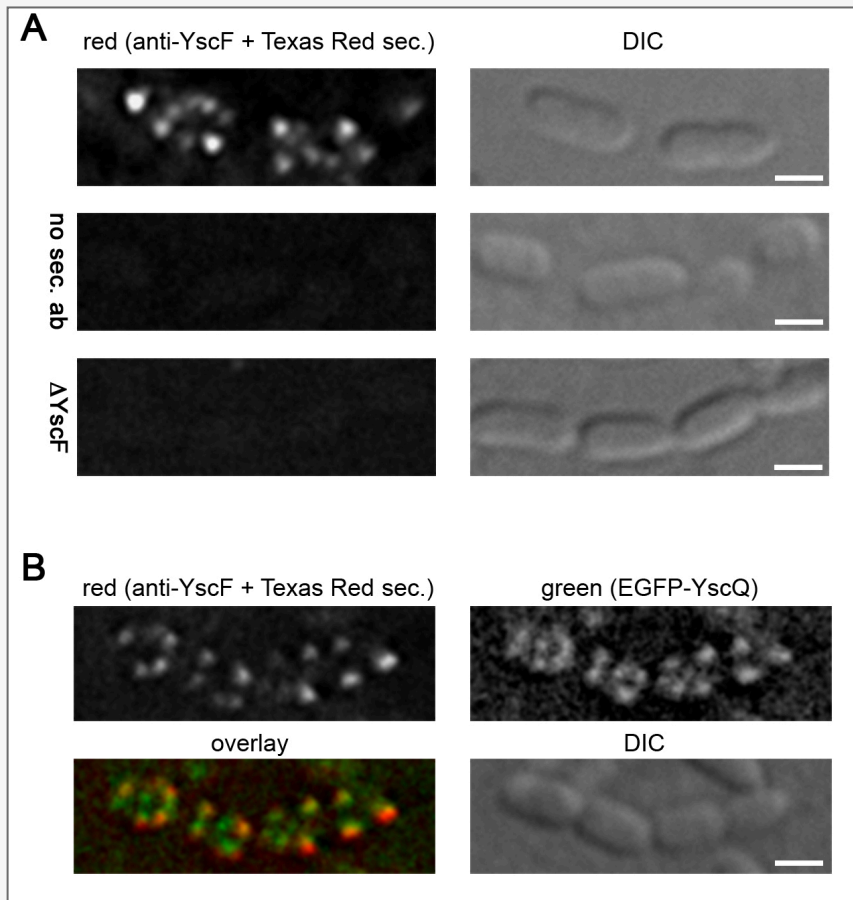 A
red (anti-YscF + Texas Red sec.)
DIC
no sec. ab
ΔYscF
B
red (anti-YscF + Texas Red sec.)
green (EGFP-YscQ)
overlay
DIC